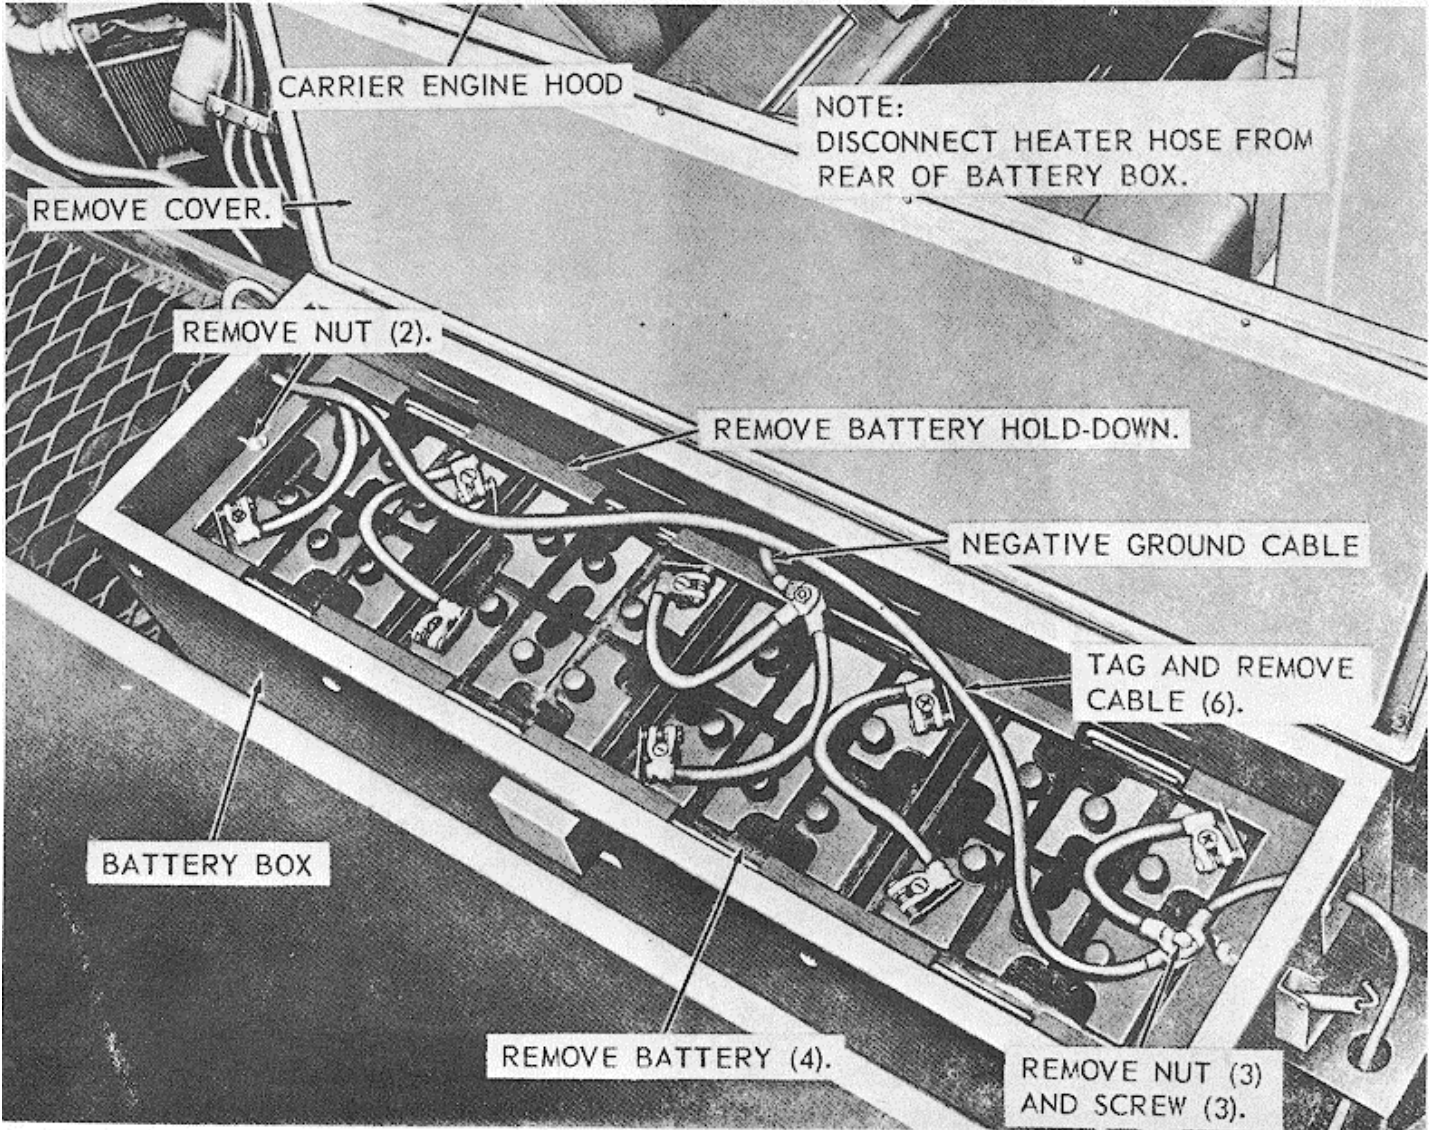 CARRIER ENGINE HOOD
NOTE:
DISCONNECT HEATER HOSE FROM
REAR OF BATTERY BOX.
REMOVE COVER.
REMOVE NUT (2).
REMOVE BATTERY HOLD-DOWN.
NEGATIVE GROUND CABLE
TAG AND REMOVE
CABLE (6).
BATTERY BOX
REMOVE BATTERY (4).
REMOVE NUT (3)
AND SCREW (3).